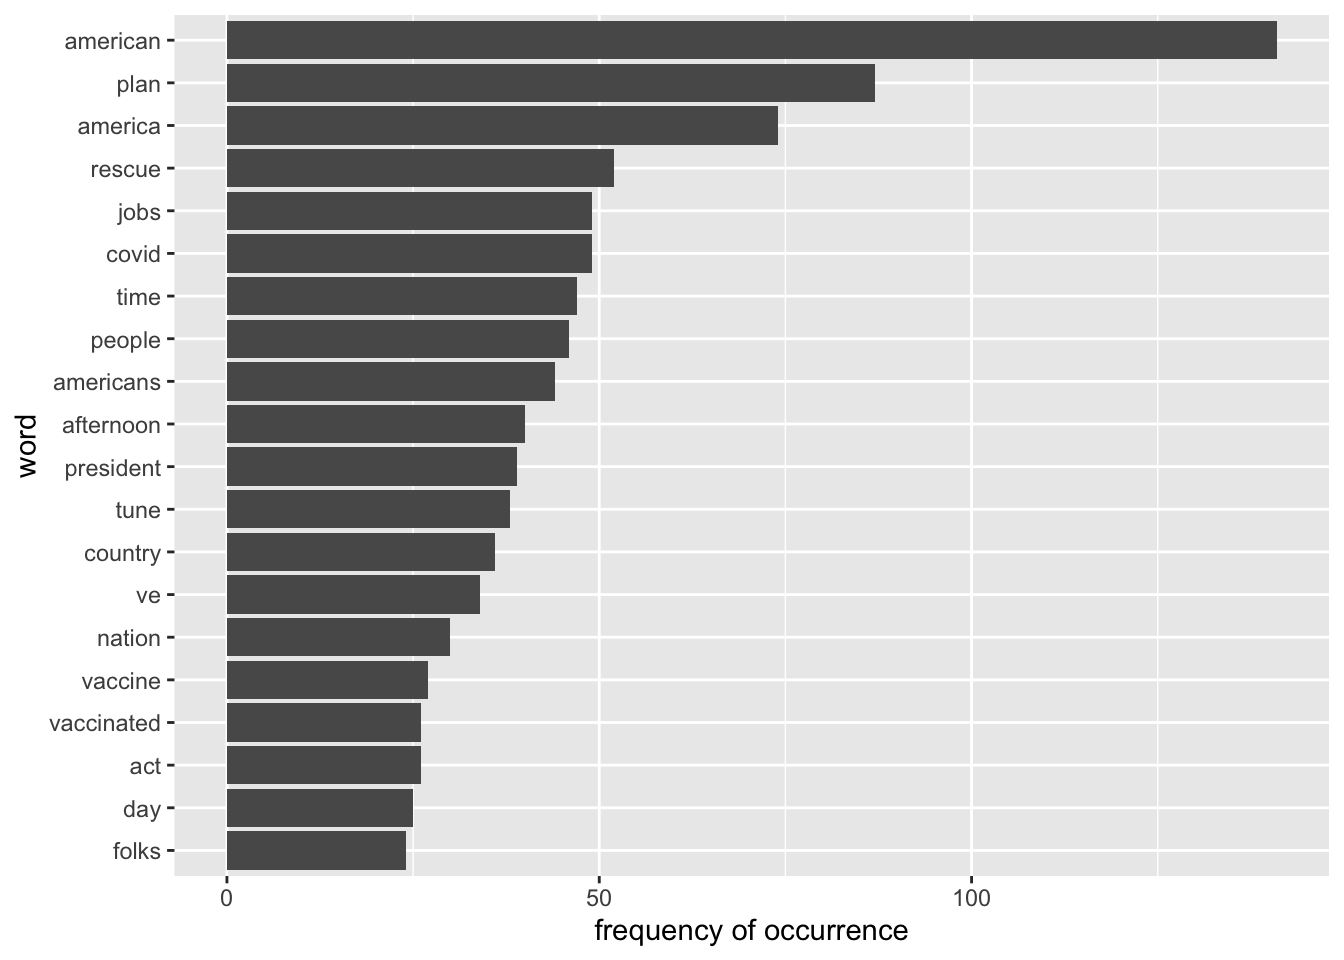 american
plan
america
rescue
jobs
covid
time
people
americans
afternoon
president
tune
country
ve
nation
vaccine
vaccinated
act
day
folks
word
0 50 100
frequency of occurrence